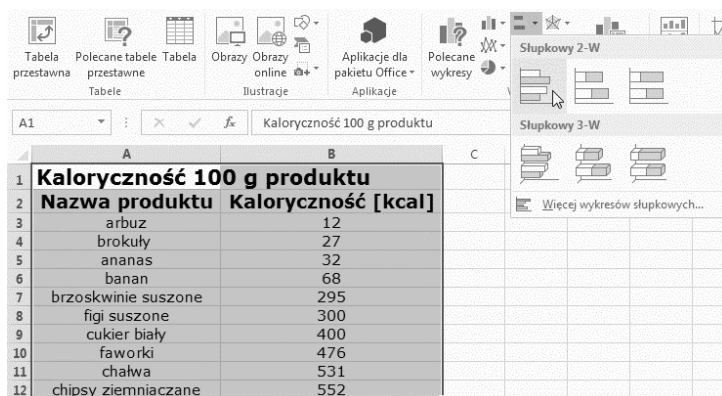 Tabela przestawna
Polecane tabele przestawne
Tabela
Obrazy
Obrazy online
Aplikacje dla pakietu Office
Polecane wykresy
Tabele
Ilustracje
Aplikacje
Słupkowy 2-W
Słupkowy 3-W
Więcej wykresów słupkowych...
A1
fx
Kaloryczność 100 g produktu
A B C
1 Kaloryczność 100 g produktu
2 Nazwa produktu Kaloryczność [kcal]
3 arbuz 12
4 brokuły 27
5 ananas 32
6 banan 68
7 brzoskwinie suszone 295
8 figi suszone 300
9 cukier biały 400
10 faworki 476
11 chałwa 531
12 chipsy ziemniaczane 552